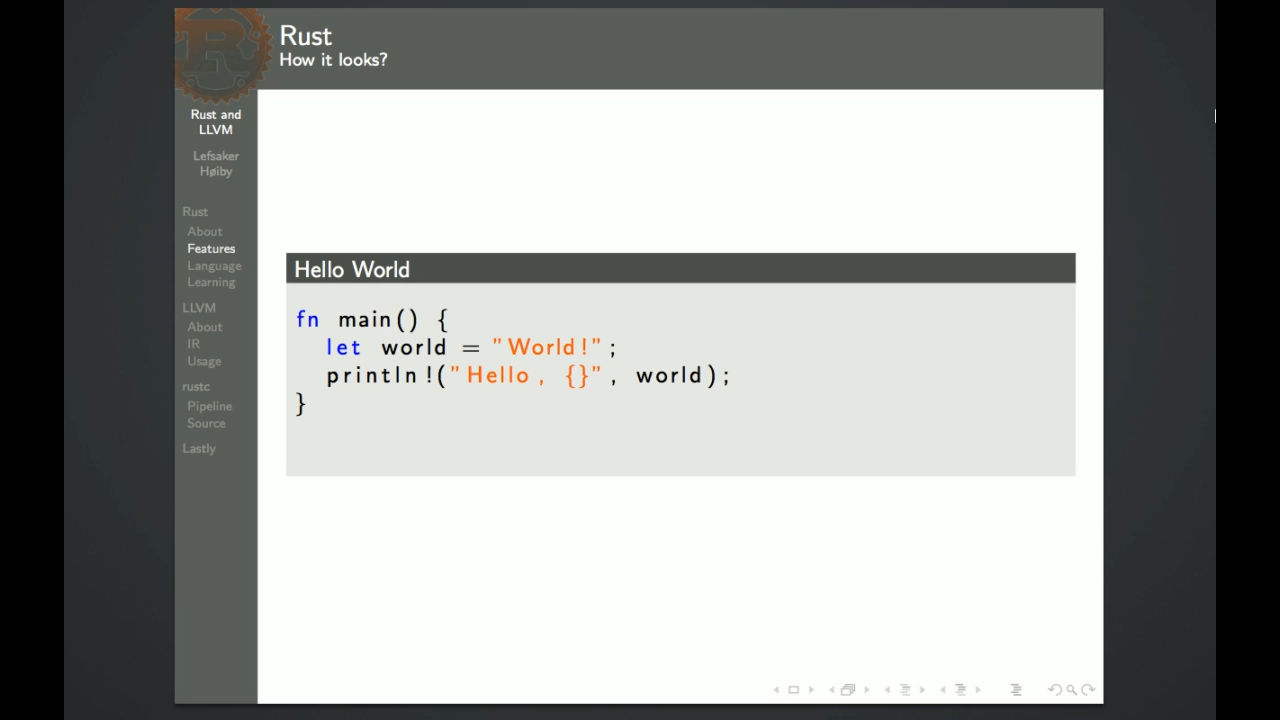 Rust
How it looks?
Rust and
LLVM
Lefsaker
Høiby
Rust
About
Features
Language
Learning
LLVM
About
IR
Usage
rustc
Pipeline
Source
Lastly
Hello World
fn main() {
  let world = "World!";
  println!("Hello, {}", world);
}